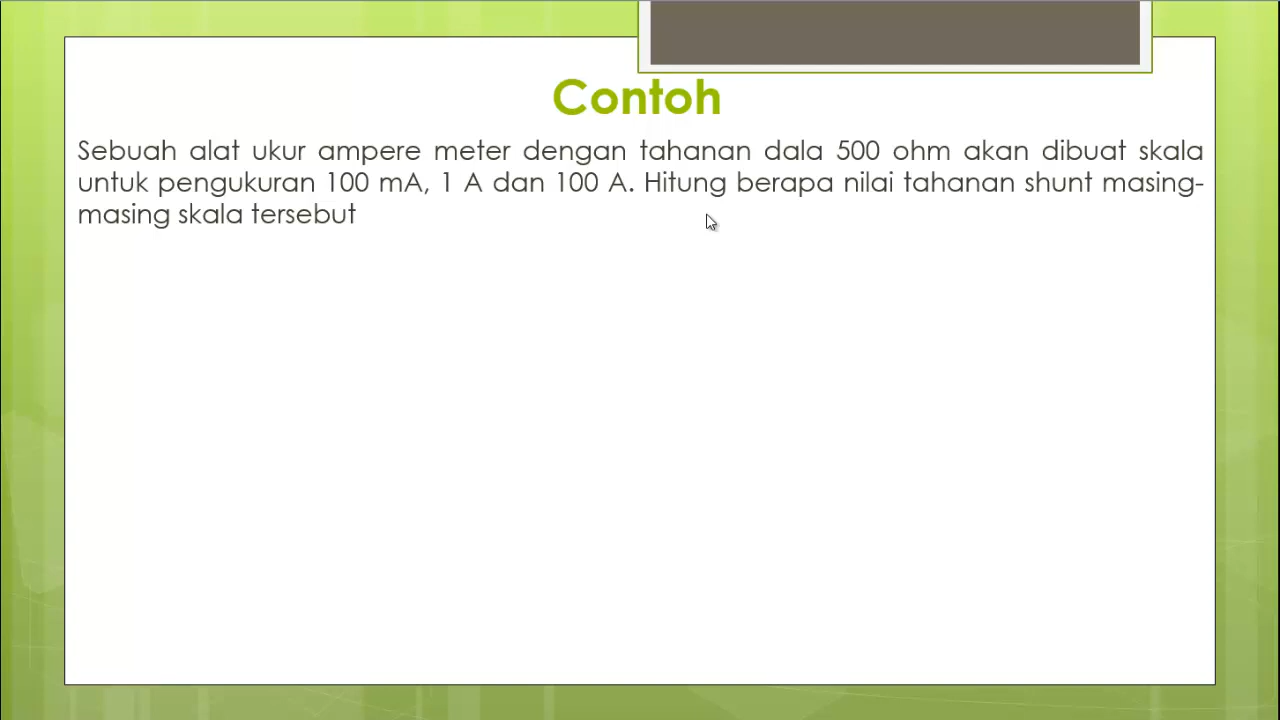 Contoh
Sebuah alat ukur ampere meter dengan tahanan dala 500 ohm akan dibuat skala
untuk pengukuran 100 mA, 1 A dan 100 A. Hitung berapa nilai tahanan shunt masing-
masing skala tersebut